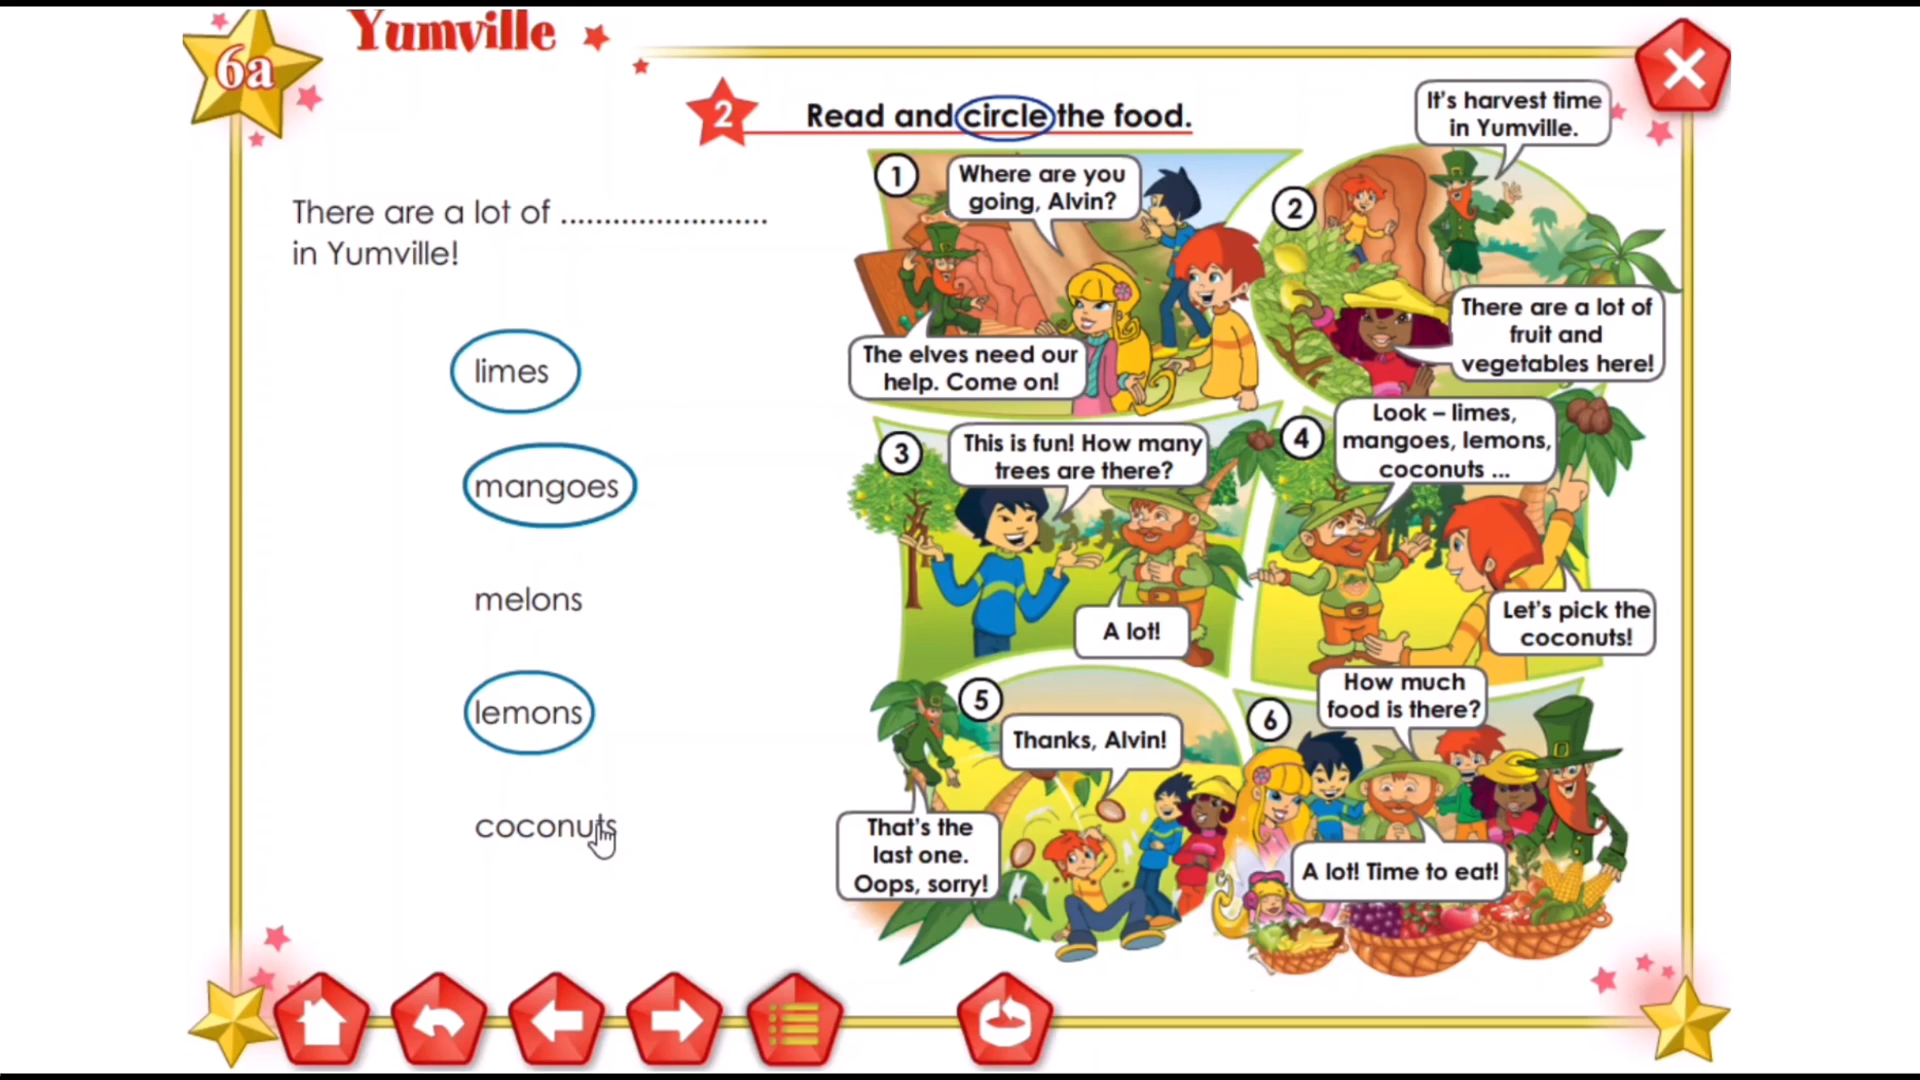 6a
Yumville
2
Read and circle the food.
There are a lot of .......................
in Yumville!
limes
mangoes
melons
lemons
coconuts
1
Where are you
going, Alvin?
The elves need our
help. Come on!
2
It's harvest time
in Yumville.
There are a lot of
fruit and
vegetables here!
3
This is fun! How many
trees are there?
A lot!
4
Look – limes,
mangoes, lemons,
coconuts ...
Let's pick the
coconuts!
5
Thanks, Alvin!
That's the
last one.
Oops, sorry!
6
How much
food is there?
A lot! Time to eat!